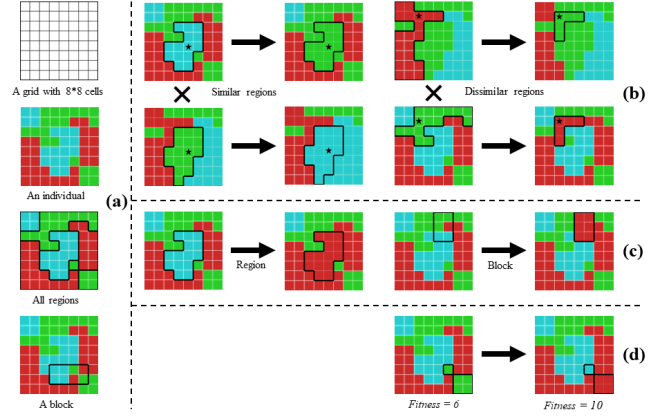 A grid with 8*8 cells
Similar regions
Dissimilar regions
(b)
An individual
(a)
All regions
Region
Block
(c)
A block
Fitness = 6
Fitness = 10
(d)